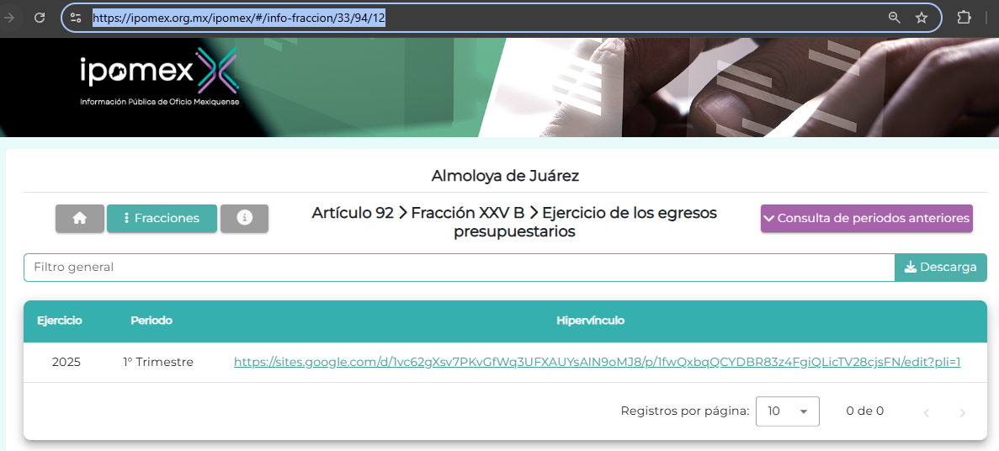 https://ipomex.org.mx/ipomex/#/info-fraccion/33/94/12
ipomex
Información Pública de Oficio Mexiquense
Almoloya de Juárez
Fracciones
Artículo 92 > Fracción XXV B > Ejercicio de los egresos
presupuestarios
Consulta de periodos anteriores
Filtro general
Descarga
Ejercicio Periodo Hipervínculo
2025 1° Trimestre https://sites.google.com/d/1vc62gXsv7PKvGfWq3UFXAUYsAlN9oMJ8/p/1fwQxbqQCYDBR83z4FgiQLicTV28cjsFN/edit?pli=1
Registros por página: 10 0 de 0